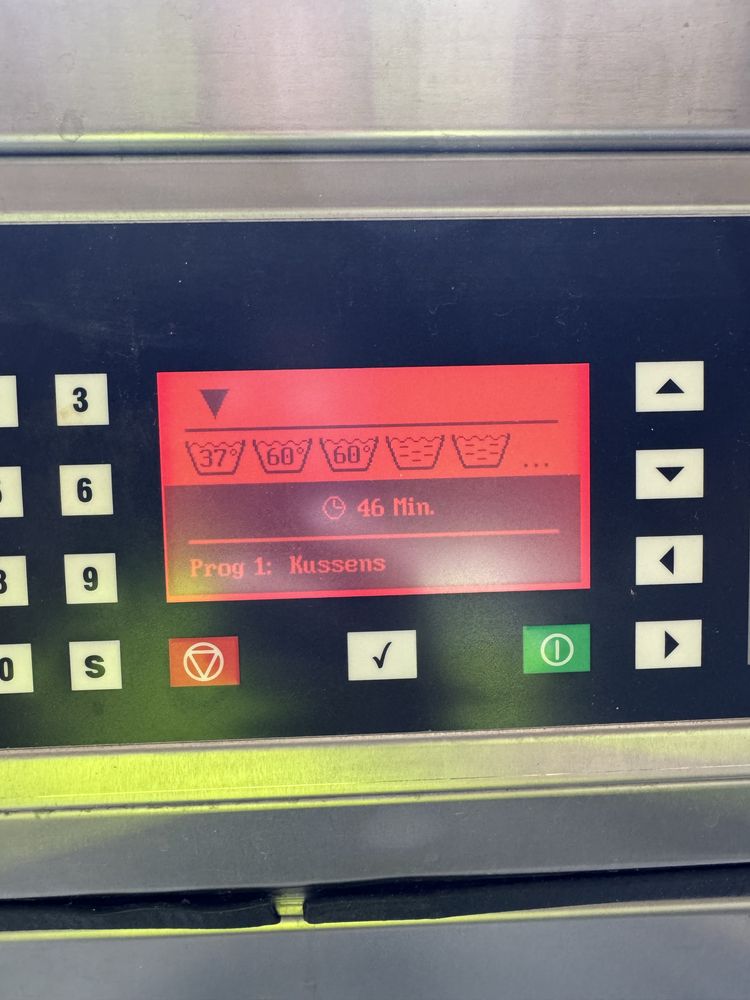 3
37° 60° 60° ...
6
46 Min.
9
Prog 1: Kussens
0 S